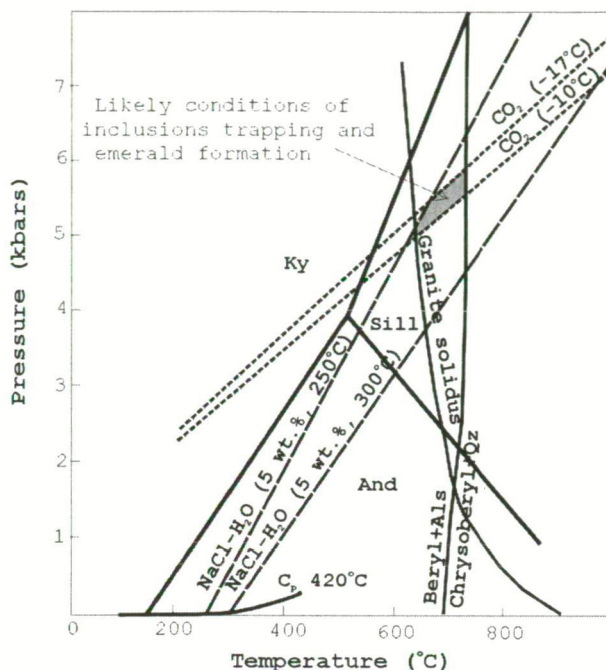 7
6
5
4
3
2
1
0
200
400
600
800
Pressure (kbars)
Temperature (°C)
Likely conditions of
inclusions trapping and
emerald formation
CO₂ (-17°C)
CO₂ (-10°C)
Ky
Sill
And
Granite solidus
NaCl-H₂O (5 wt.%, 250°C)
NaCl-H₂O (5 wt.%, 300°C)
Beryl+Als
Chrysoberyl+Qz
Cₚ 420°C